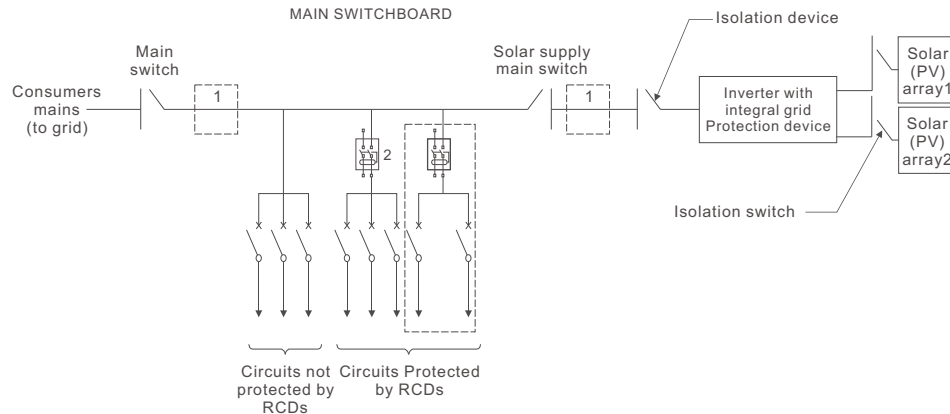 MAIN SWITCHBOARD
Isolation device
Main
switch
Solar supply
main switch
Solar
(PV)
array1
Consumers
mains
(to grid)
1
1
Inverter with
integral grid
Protection device
Solar
(PV)
array2
2
Isolation switch
Circuits not
protected by
RCDs
Circuits Protected
by RCDs